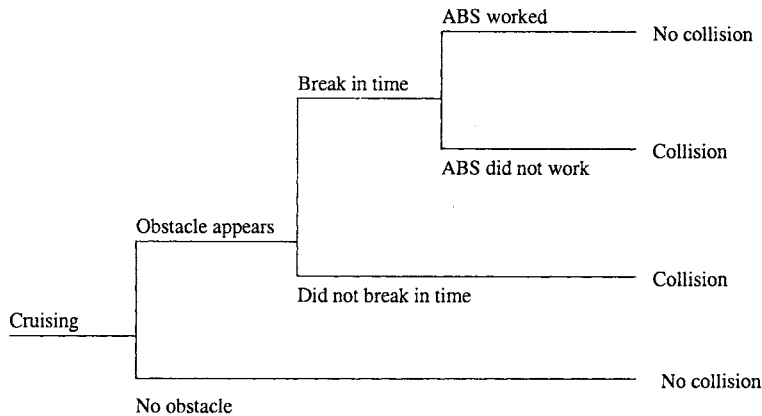 ABS worked
No collision
Break in time
Collision
ABS did not work
Obstacle appears
Collision
Did not break in time
Cruising
No collision
No obstacle